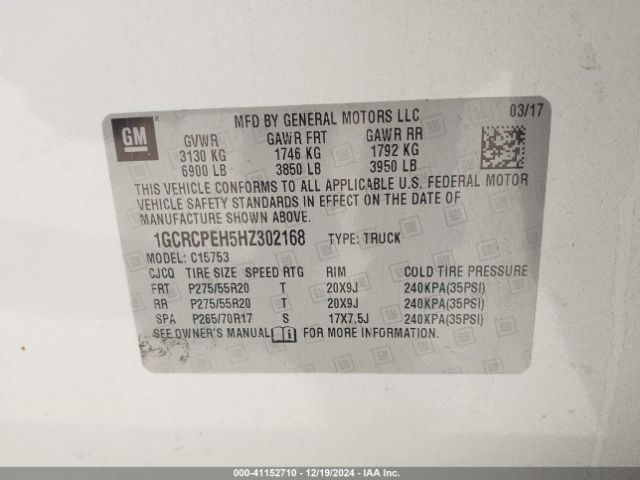 MFD BY GENERAL MOTORS LLC 03/17
GM
GVWR GAWR FRT GAWR RR
3130 KG 1746 KG 1792 KG
6900 LB 3850 LB 3950 LB
THIS VEHICLE CONFORMS TO ALL APPLICABLE U.S. FEDERAL MOTOR
VEHICLE SAFETY STANDARDS IN EFFECT ON THE DATE OF
MANUFACTURE SHOWN ABOVE.
1GCRCPEH5HZ302168 TYPE: TRUCK
MODEL: C15753
CJCQ TIRE SIZE SPEED RTG RIM COLD TIRE PRESSURE
FRT P275/55R20 T 20X9J 240KPA(35PSI)
RR P275/55R20 T 20X9J 240KPA(35PSI)
SPA P265/70R17 S 17X7.5J 240KPA(35PSI)
SEE OWNER'S MANUAL FOR MORE INFORMATION.
000-41152710 - 12/19/2024 - IAA Inc.